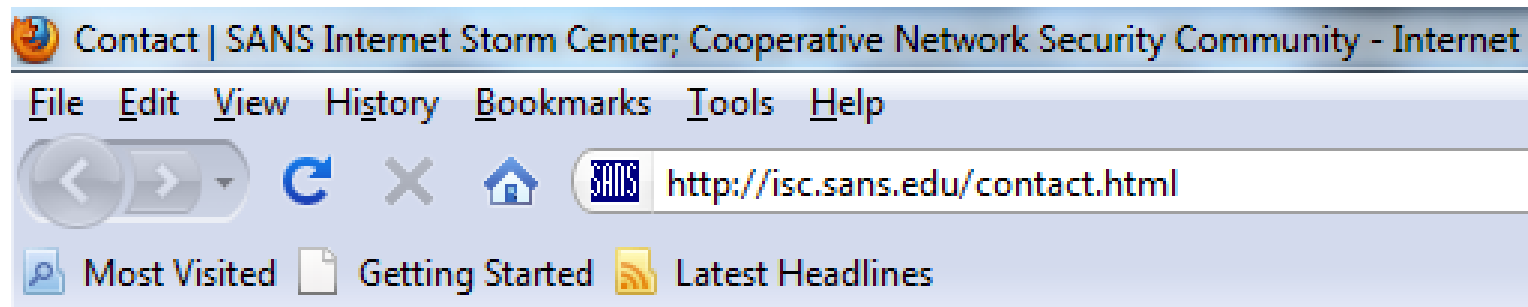 Contact | SANS Internet Storm Center; Cooperative Network Security Community - Internet
File Edit View History Bookmarks Tools Help
SANS http://isc.sans.edu/contact.html
Most Visited Getting Started Latest Headlines